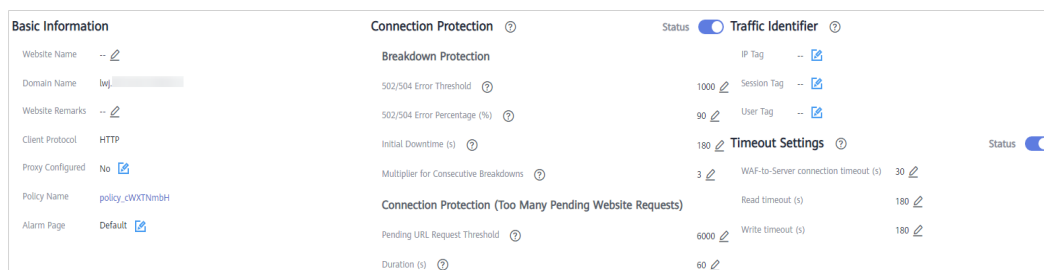 Basic Information
Website Name --
Domain Name lwj.
Website Remarks --
Client Protocol HTTP
Proxy Configured No
Policy Name policy_cWXTNmbH
Alarm Page Default
Connection Protection Status
Breakdown Protection
502/504 Error Threshold 1000
502/504 Error Percentage (%) 90
Initial Downtime (s) 180
Multiplier for Consecutive Breakdowns 3
Connection Protection (Too Many Pending Website Requests)
Pending URL Request Threshold 6000
Duration (s) 60
Traffic Identifier
IP Tag --
Session Tag --
User Tag --
Timeout Settings Status
WAF-to-Server connection timeout (s) 30
Read timeout (s) 180
Write timeout (s) 180